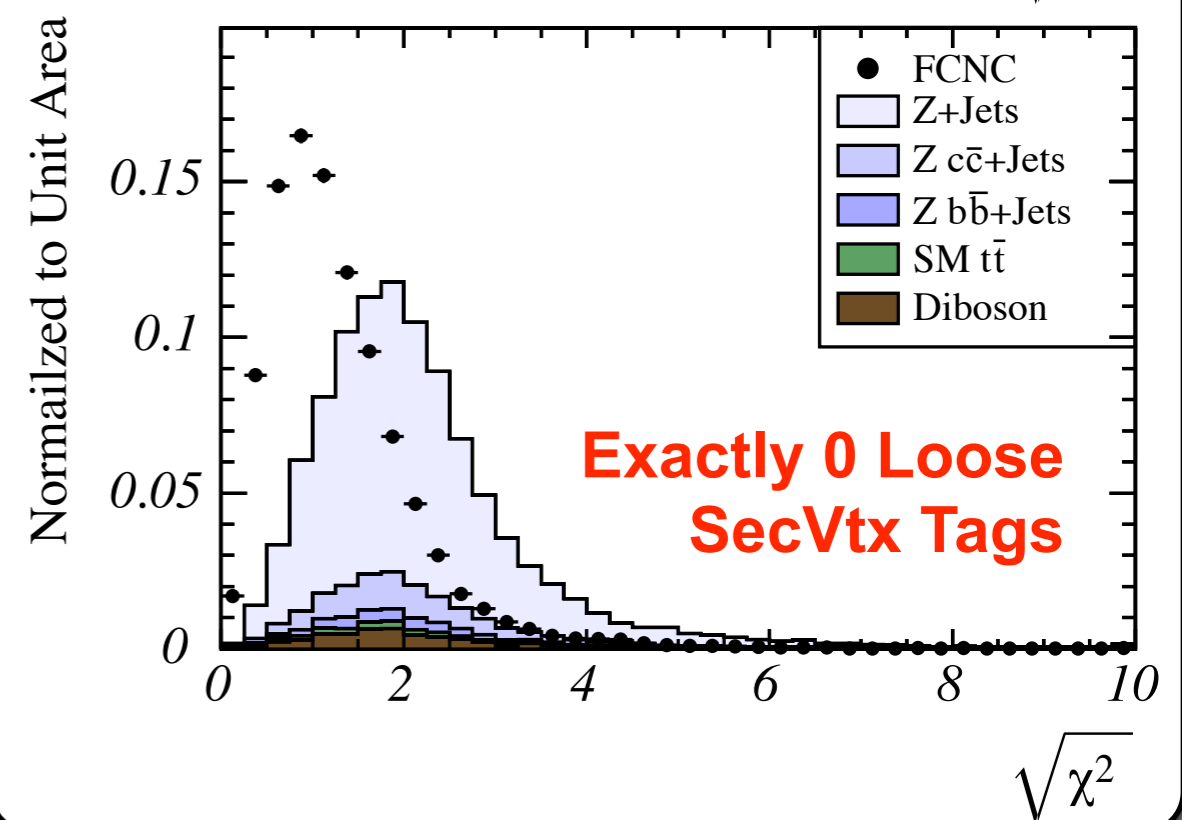 Normailzed to Unit Area
0.15
0.1
0.05
0
0 2 4 6 8 10
√χ²
FCNC
Z+Jets
Z cc̄+Jets
Z bb̄+Jets
SM tt̄
Diboson
Exactly 0 Loose
SecVtx Tags